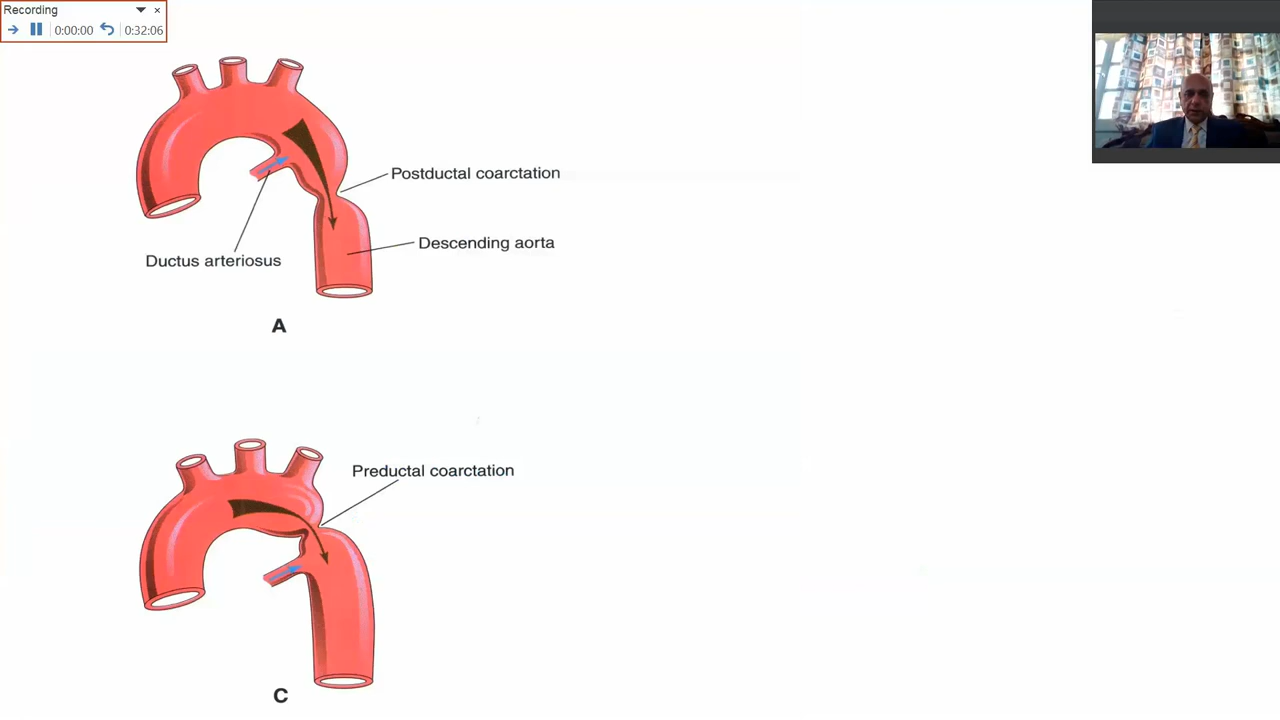 Recording
0:00:00
0:32:06
Postductal coarctation
Descending aorta
Ductus arteriosus
A
Preductal coarctation
C